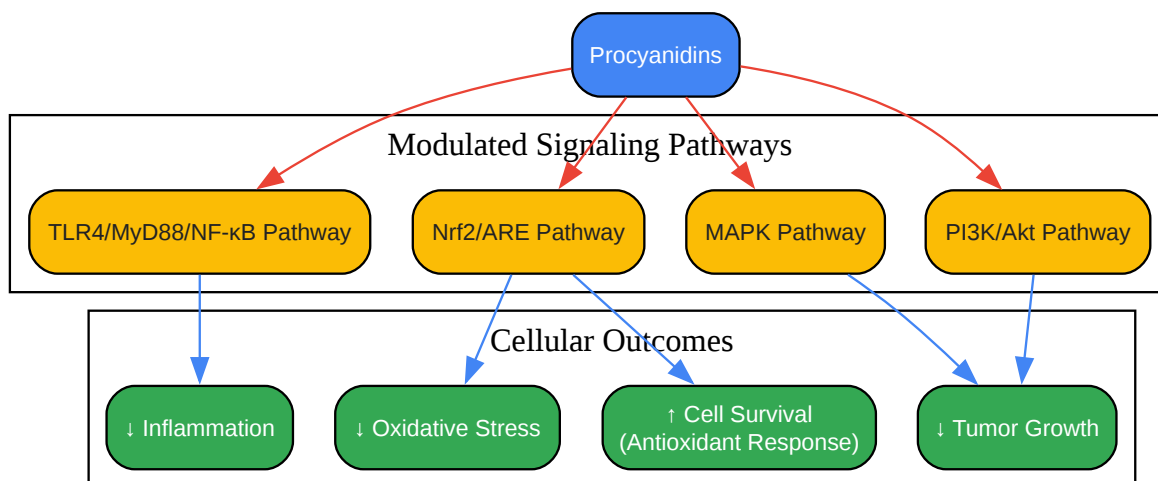 Procyanidins
Modulated Signaling Pathways
TLR4/MyD88/NF-κB Pathway
Nrf2/ARE Pathway
MAPK Pathway
PI3K/Akt Pathway
Cellular Outcomes
↓ Inflammation
↓ Oxidative Stress
↑ Cell Survival
(Antioxidant Response)
↓ Tumor Growth